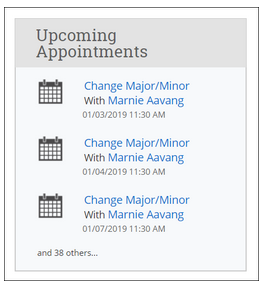 Upcoming
Appointments
Change Major/Minor
With Marnie Aavang
01/03/2019 11:30 AM
Change Major/Minor
With Marnie Aavang
01/04/2019 11:30 AM
Change Major/Minor
With Marnie Aavang
01/07/2019 11:30 AM
and 38 others...